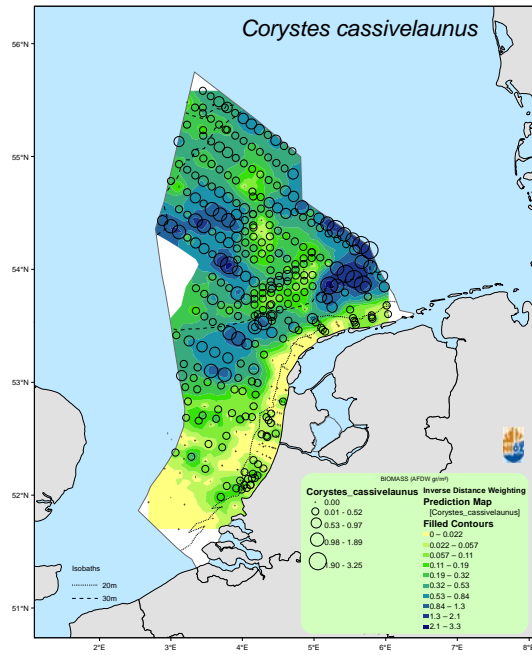 Corystes cassivelaunus
56°N
55°N
54°N
53°N
52°N
51°N
Isobaths
20m
30m
BIOMASS (AFDW gr/m²)
Corystes_cassivelaunus
0.00
0.01 - 0.52
0.53 - 0.97
0.98 - 1.89
1.90 - 3.25
Inverse Distance Weighting
Prediction Map
[Corystes_cassivelaunus]
Filled Contours
0 – 0.022
0.022 – 0.057
0.057 – 0.11
0.11 – 0.19
0.19 – 0.32
0.32 – 0.53
0.53 – 0.84
0.84 – 1.3
1.3 – 2.1
2.1 – 3.3
1°E 2°E 3°E 4°E 5°E 6°E 7°E 8°E